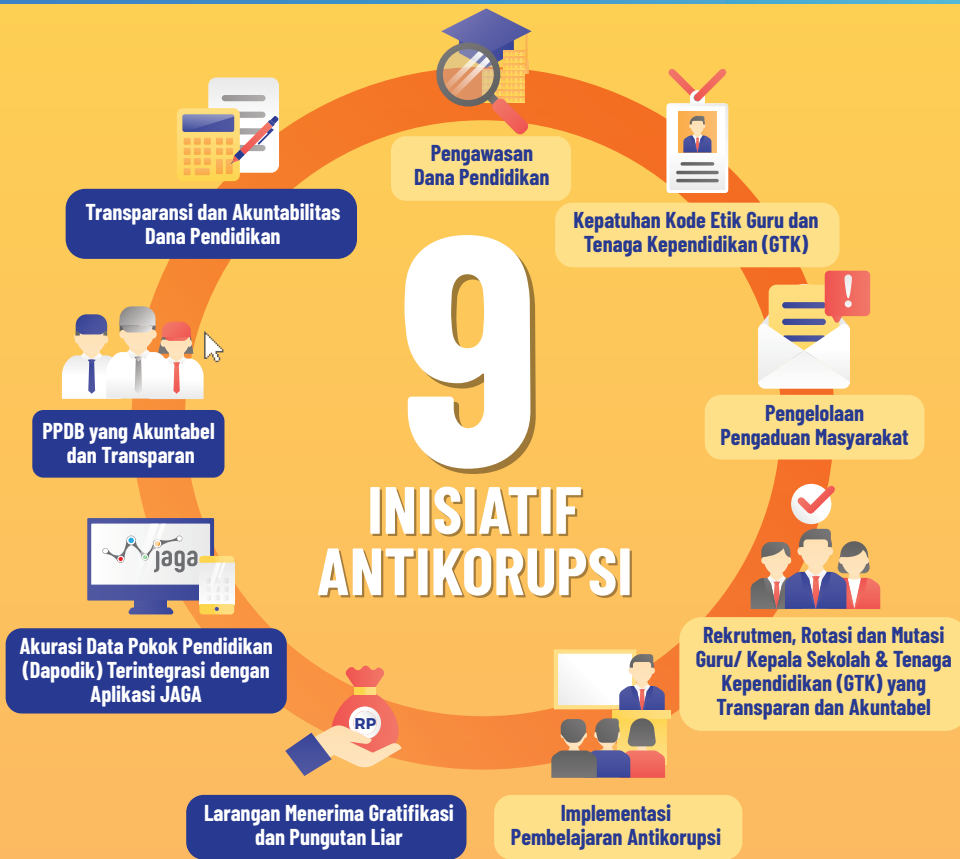 Pengawasan
Dana Pendidikan
Kepatuhan Kode Etik Guru dan
Tenaga Kependidikan (GTK)
Pengelolaan
Pengaduan Masyarakat
Rekrutmen, Rotasi dan Mutasi
Guru/ Kepala Sekolah & Tenaga
Kependidikan (GTK) yang
Transparan dan Akuntabel
Implementasi
Pembelajaran Antikorupsi
RP
Larangan Menerima Gratifikasi
dan Pungutan Liar
jaga
Akurasi Data Pokok Pendidikan
(Dapodik) Terintegrasi dengan
Aplikasi JAGA
PPDB yang Akuntabel
dan Transparan
Transparansi dan Akuntabilitas
Dana Pendidikan
9
INISIATIF
ANTIKORUPSI